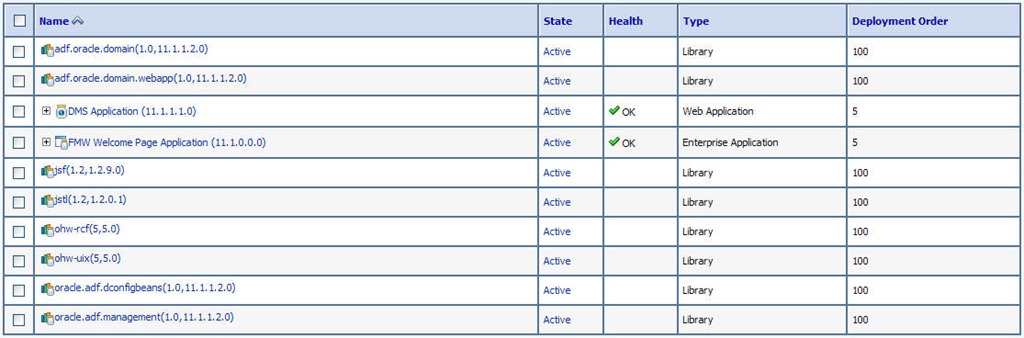 Name State Health Type Deployment Order
adf.oracle.domain(1.0,11.1.1.2.0) Active Library 100
adf.oracle.domain.webapp(1.0,11.1.1.2.0) Active Library 100
DMS Application (11.1.1.1.0) Active OK Web Application 5
FMW Welcome Page Application (11.1.0.0.0) Active OK Enterprise Application 5
jsf(1.2,1.2.9.0) Active Library 100
jstl(1.2,1.2.0.1) Active Library 100
ohw-rcf(5,5.0) Active Library 100
ohw-uix(5,5.0) Active Library 100
oracle.adf.dconfigbeans(1.0,11.1.1.2.0) Active Library 100
oracle.adf.management(1.0,11.1.1.2.0) Active Library 100